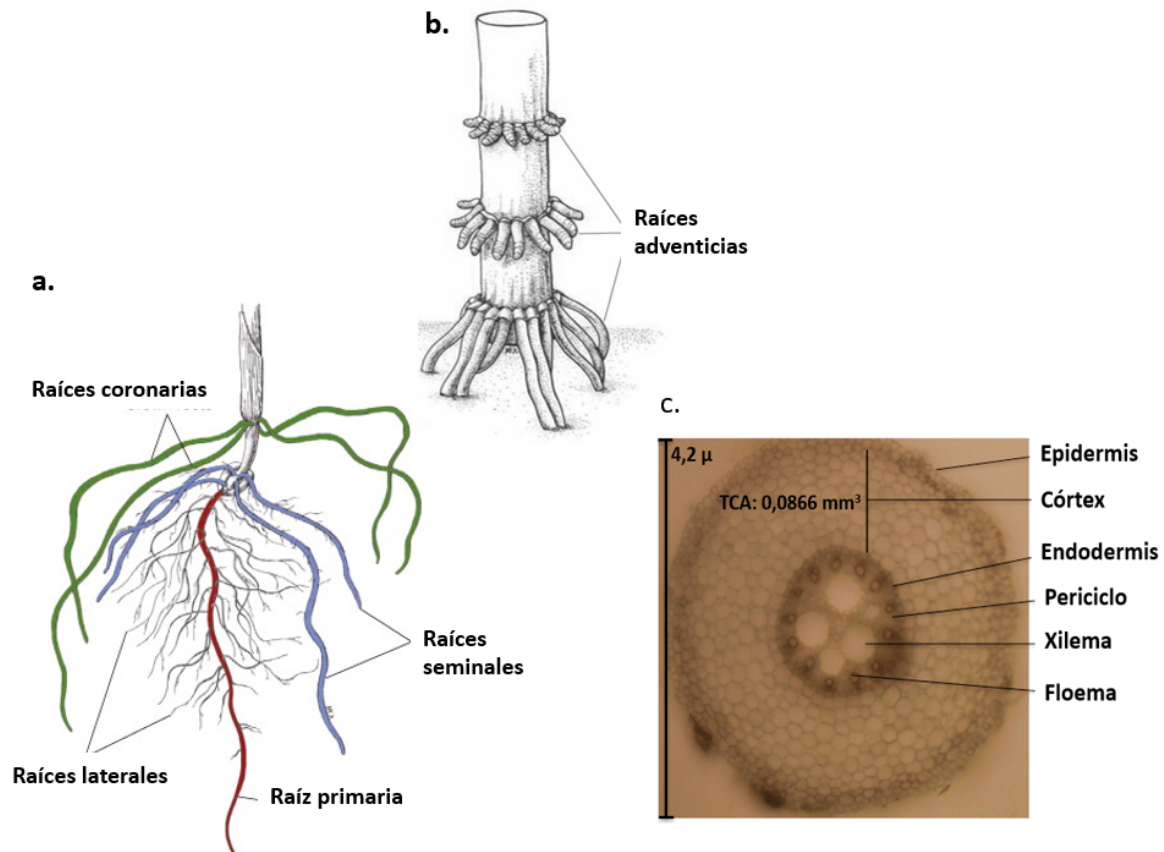 b.
Raíces
adventicias
a.
Raíces coronarias
Raíces
seminales
Raíces laterales
Raíz primaria
c.
4,2 µ
TCA: 0,0866 mm³
Epidermis
Córtex
Endodermis
Periciclo
Xilema
Floema